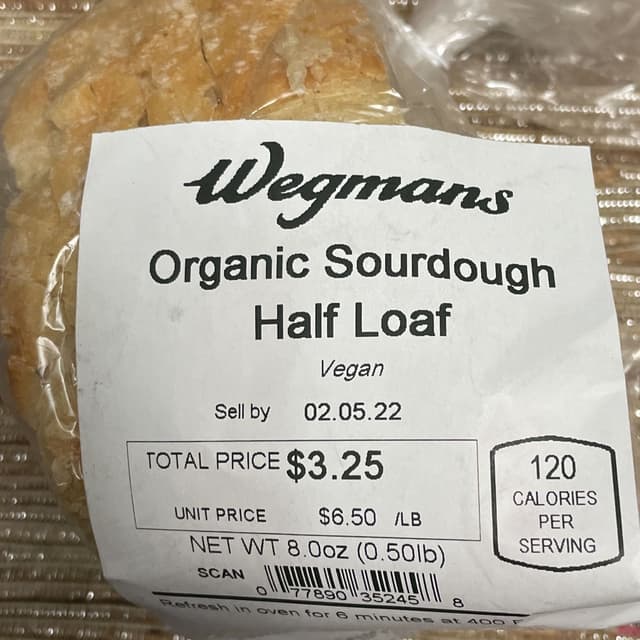 Wegmans
Organic Sourdough
Half Loaf
Vegan
Sell by 02.05.22
TOTAL PRICE $3.25
UNIT PRICE $6.50 /LB
NET WT 8.0oz (0.50lb)
120
CALORIES
PER
SERVING
SCAN
0 77890 35245 8
Refresh in oven for 6 minutes at 400 F